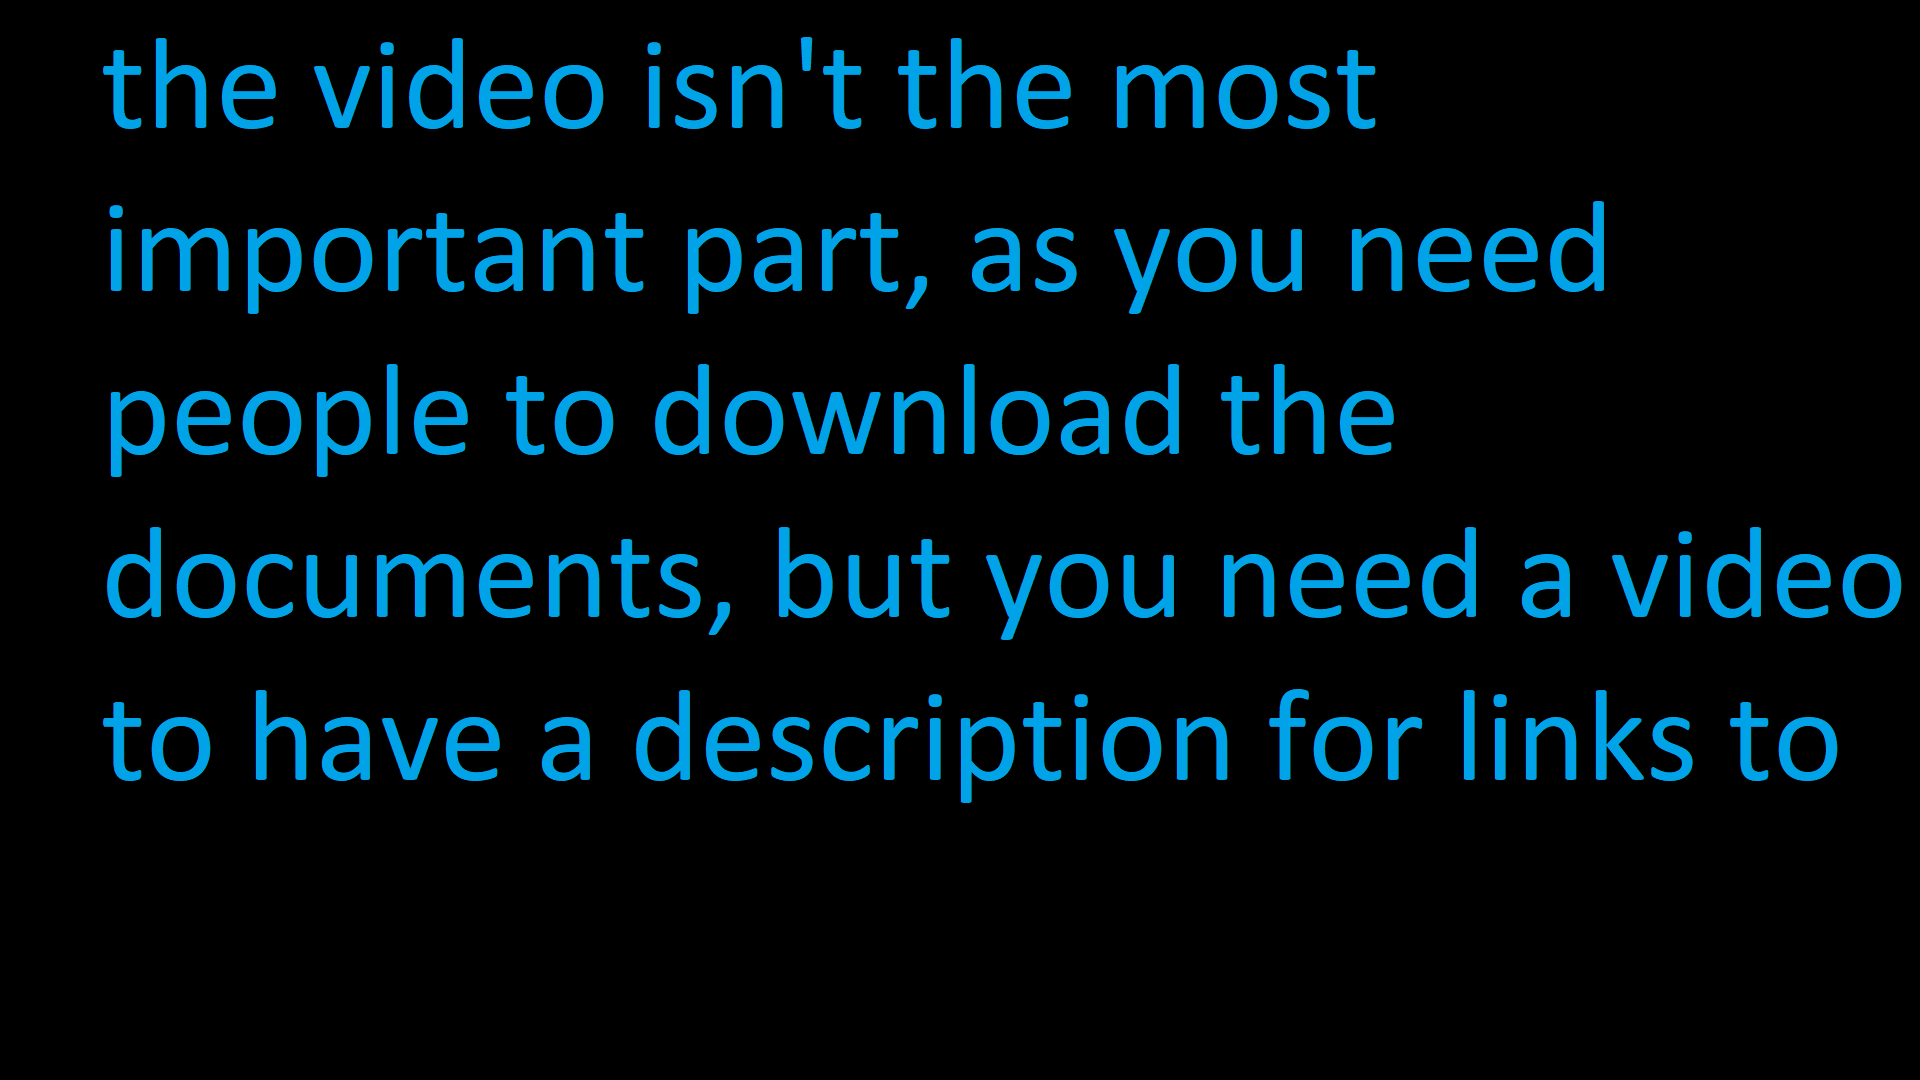 the video isn't the most
important part, as you need
people to download the
documents, but you need a video
to have a description for links to